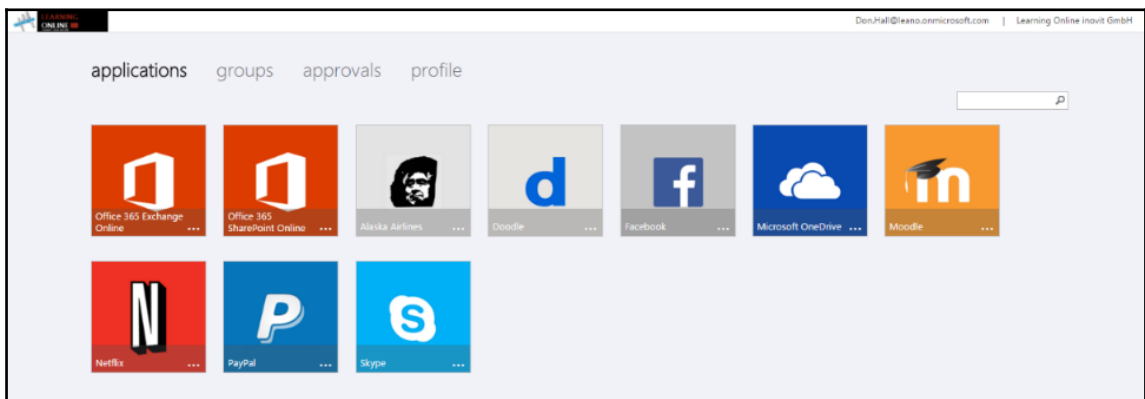 LEARNING
ONLINE
Don.Hall@leano.onmicrosoft.com | Learning Online inovit GmbH
applications groups approvals profile
Office 365 Exchange
Online ...
Office 365
SharePoint Online ...
Alaska Airlines ...
d
Doodle ...
f
Facebook ...
Microsoft OneDrive ...
m
Moodle ...
N
Netflix ...
P
PayPal ...
S
Skype ...